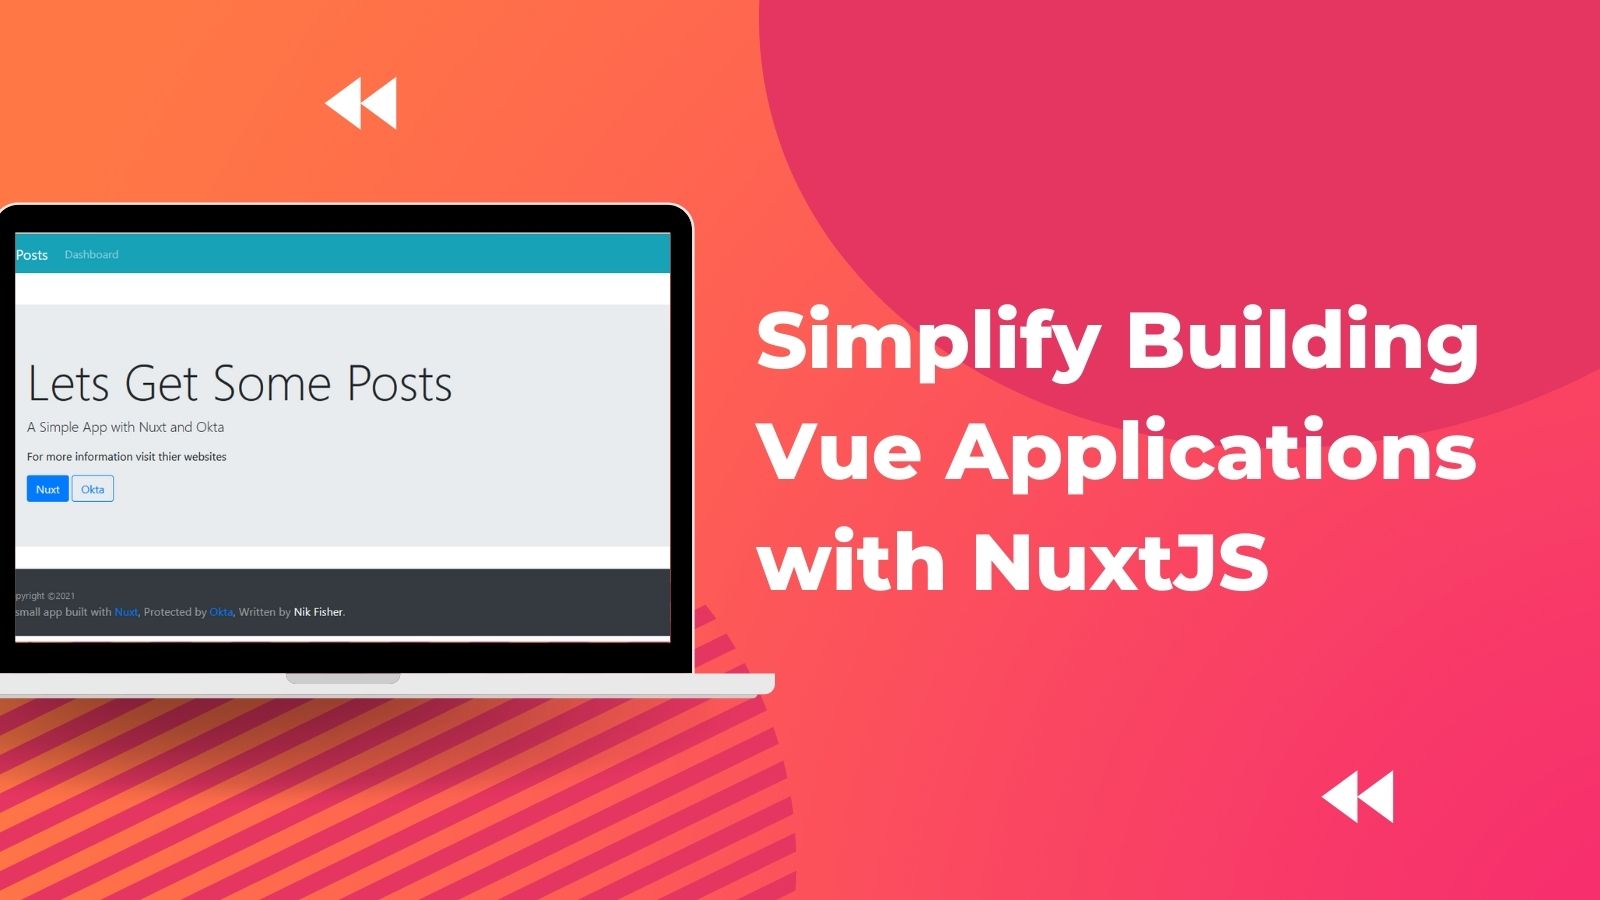 Posts Dashboard
Lets Get Some Posts
A Simple App with Nuxt and Okta
For more information visit thier websites
Nuxt Okta
pyright ©2021
small app built with Nuxt, Protected by Okta, Written by Nik Fisher.
Simplify Building
Vue Applications
with NuxtJS